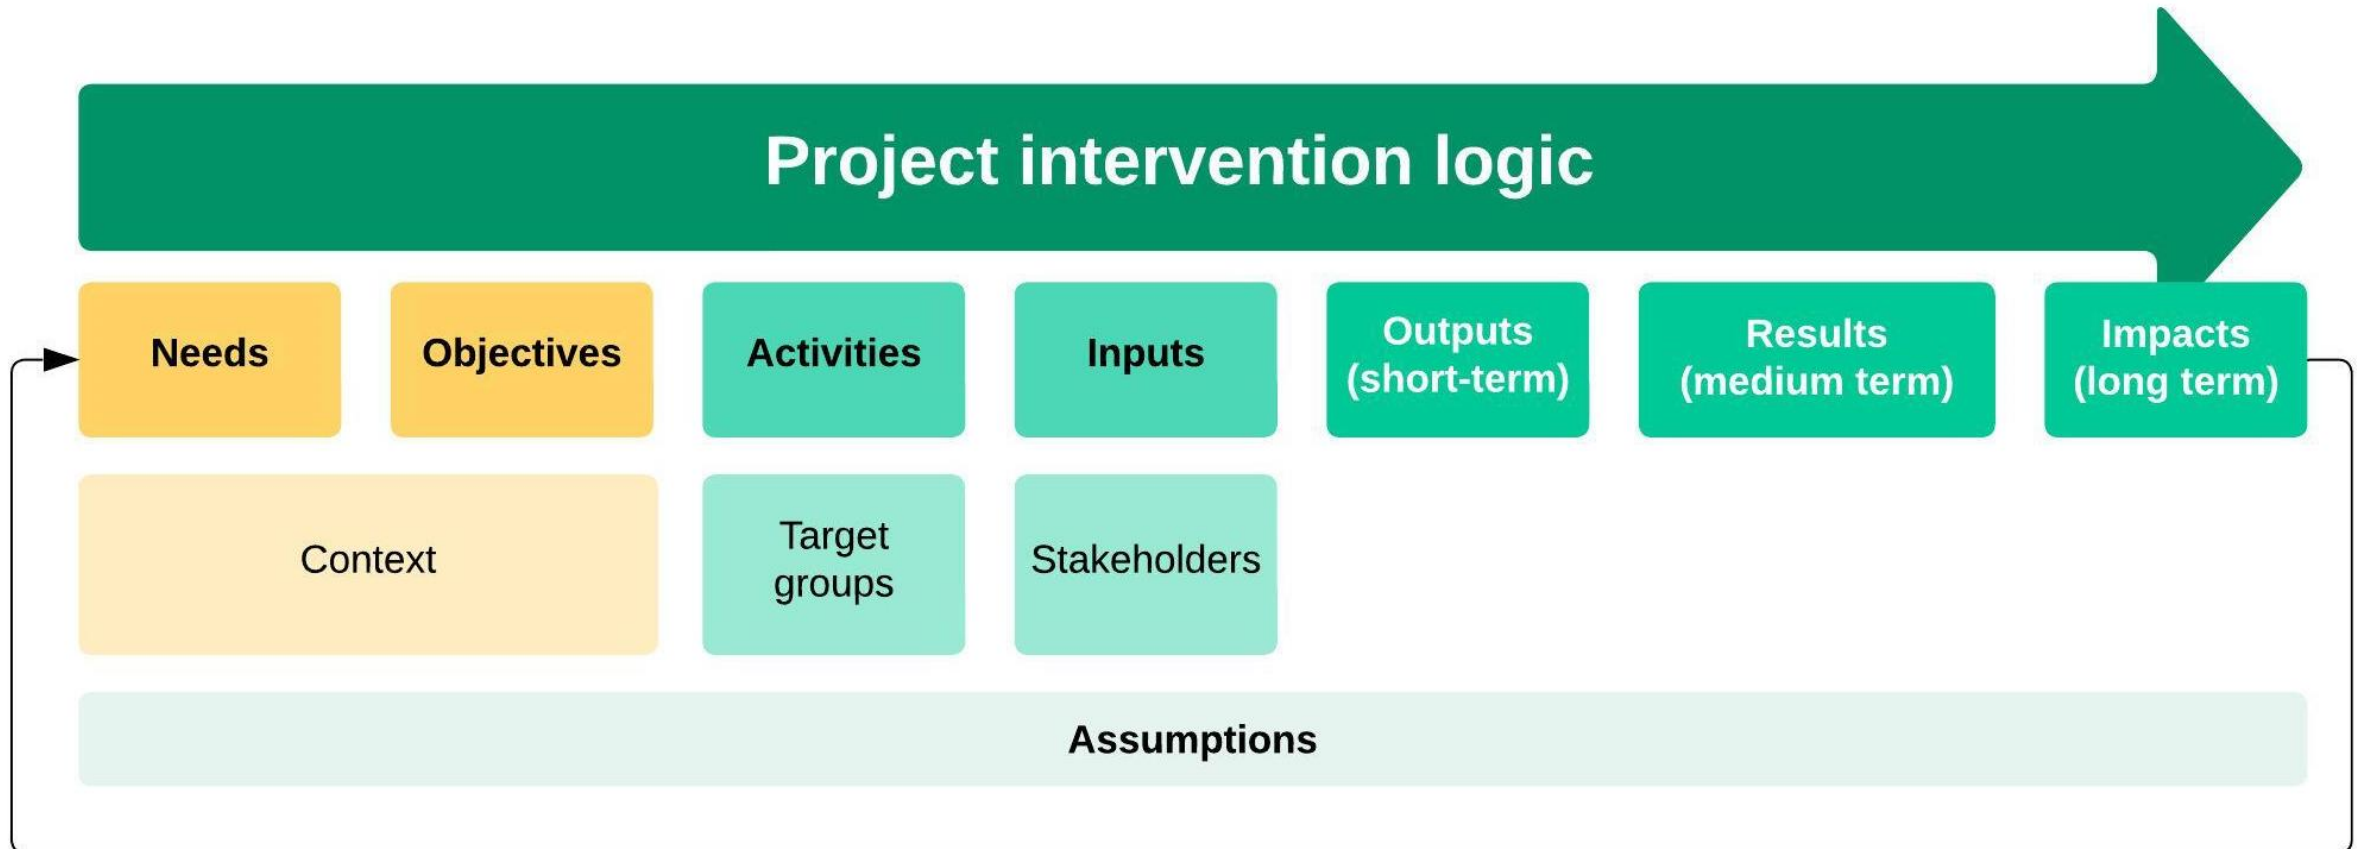 Project intervention logic
Needs
Objectives
Activities
Inputs
Outputs
(short-term)
Results
(medium term)
Impacts
(long term)
Context
Target
groups
Stakeholders
Assumptions